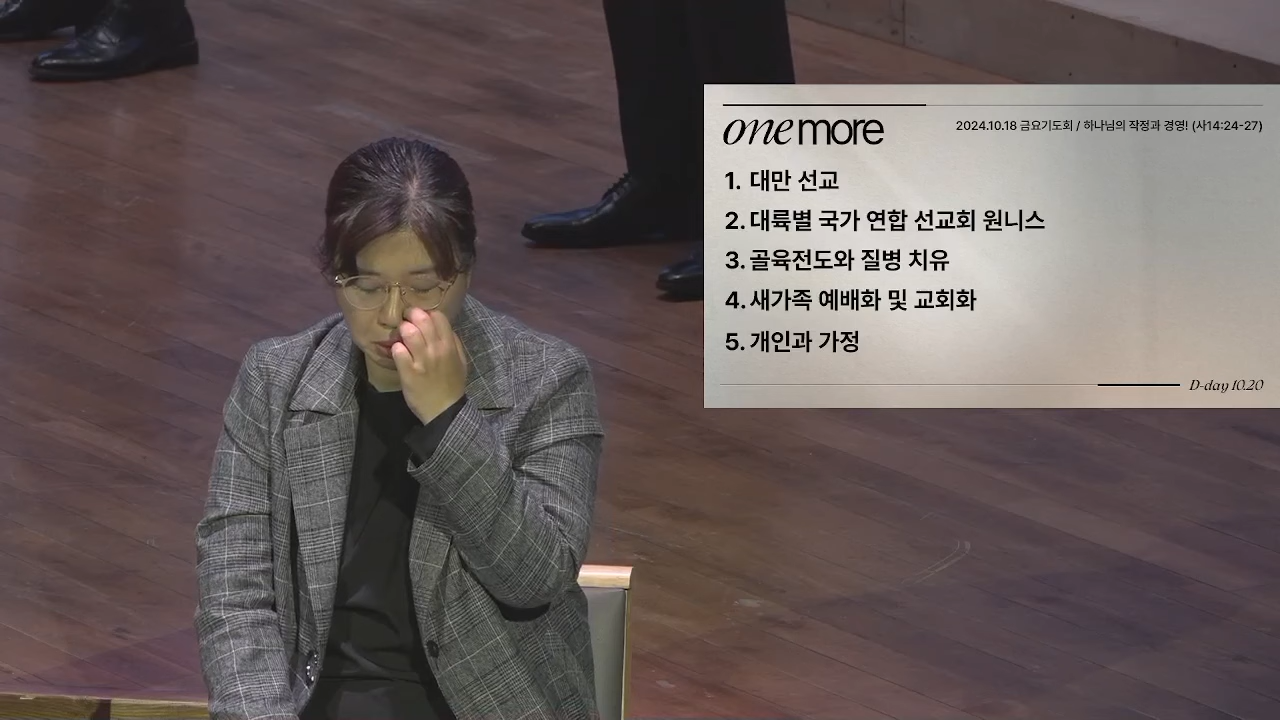 one more
2024.10.18 금요기도회 / 하나님의 작정과 경영! (사14:24-27)
1. 대만 선교
2. 대륙별 국가 연합 선교회 원니스
3. 골육전도와 질병 치유
4. 새가족 예배화 및 교회화
5. 개인과 가정
D-day 10.20